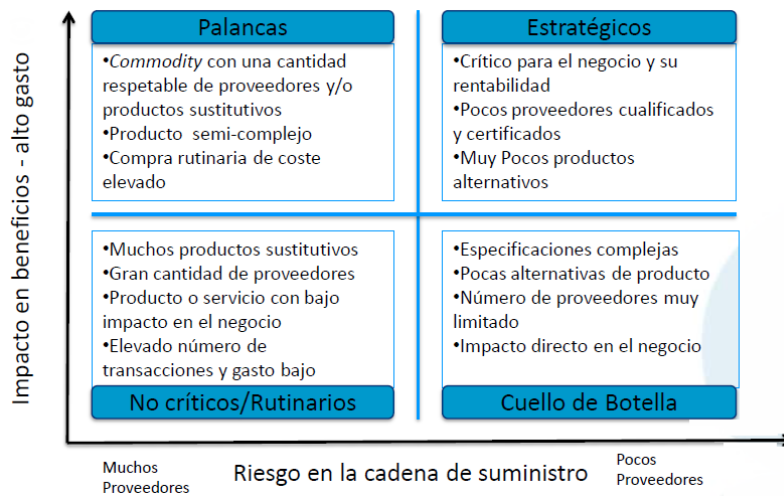 Impacto en beneficios - alto gasto
Palancas
•Commodity con una cantidad
respetable de proveedores y/o
productos sustitutivos
•Producto semi-complejo
•Compra rutinaria de coste
elevado
Estratégicos
•Crítico para el negocio y su
rentabilidad
•Pocos proveedores cualificados
y certificados
•Muy Pocos productos
alternativos
•Muchos productos sustitutivos
•Gran cantidad de proveedores
•Producto o servicio con bajo
impacto en el negocio
•Elevado número de
transacciones y gasto bajo
No críticos/Rutinarios
•Especificaciones complejas
•Pocas alternativas de producto
•Número de proveedores muy
limitado
•Impacto directo en el negocio
Cuello de Botella
Muchos
Proveedores
Riesgo en la cadena de suministro
Pocos
Proveedores